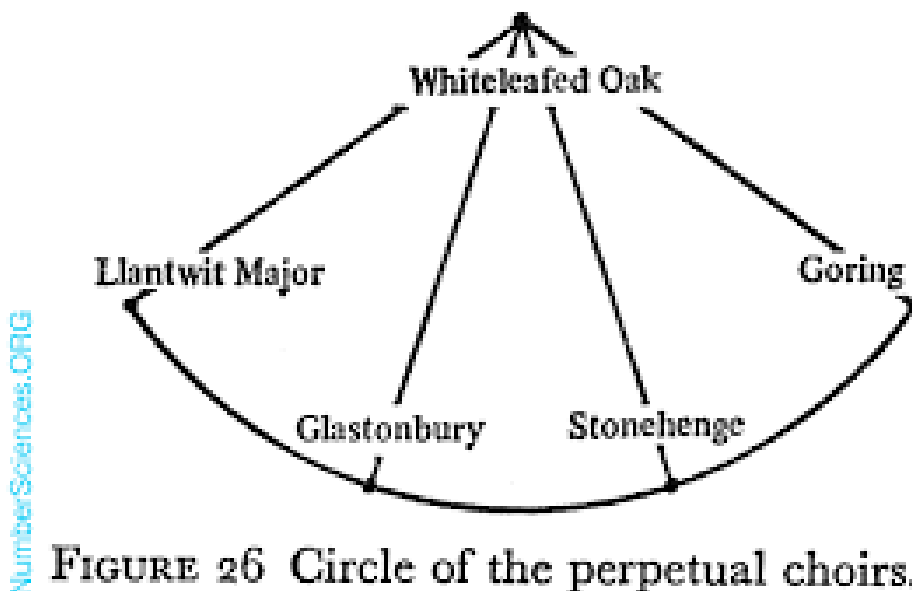 Whiteleafed Oak
Llantwit Major
Goring
Glastonbury
Stonehenge
NumberSciences.ORG
FIGURE 26 Circle of the perpetual choirs.